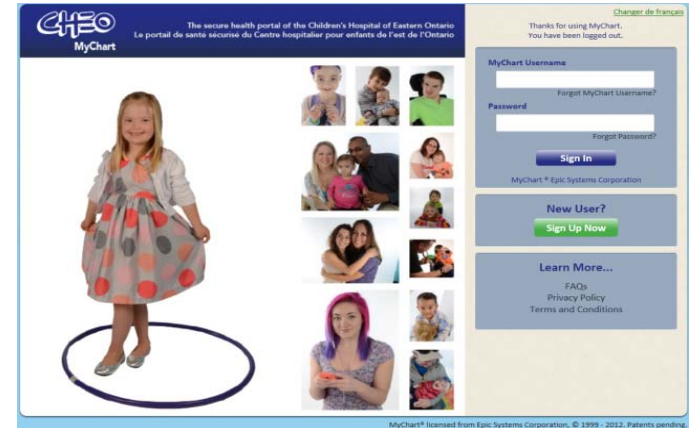 CHEO
MyChart
The secure health portal of the Children's Hospital of Eastern Ontario
Le portail de santé sécurisé du Centre hospitalier pour enfants de l'est de l'Ontario
Changer de français
Thanks for using MyChart.
You have been logged out.
MyChart Username
Forgot MyChart Username?
Password
Forgot Password?
Sign In
MyChart ® Epic Systems Corporation
New User?
Sign Up Now
Learn More...
FAQs
Privacy Policy
Terms and Conditions
MyChart® licensed from Epic Systems Corporation, © 1999 - 2012. Patents pending.